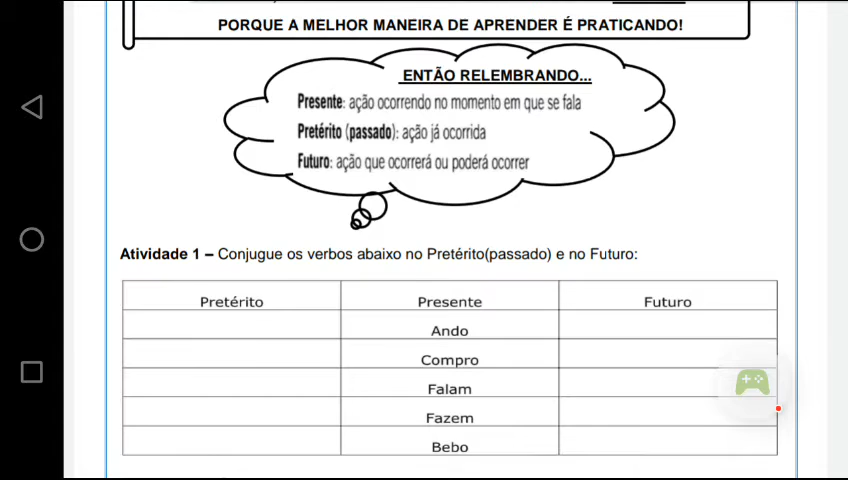 PORQUE A MELHOR MANEIRA DE APRENDER É PRATICANDO!
ENTÃO RELEMBRANDO...
Presente: ação ocorrendo no momento em que se fala
Pretérito (passado): ação já ocorrida
Futuro: ação que ocorrerá ou poderá ocorrer
Atividade 1 – Conjugue os verbos abaixo no Pretérito(passado) e no Futuro:
Pretérito Presente Futuro
Ando
Compro
Falam
Fazem
Bebo